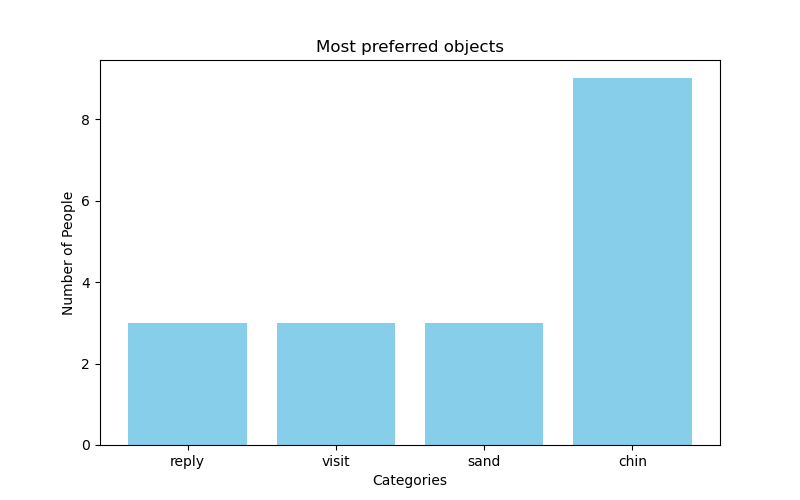 Most preferred objects
Number of People
8
6
4
2
0
reply visit sand chin
Categories